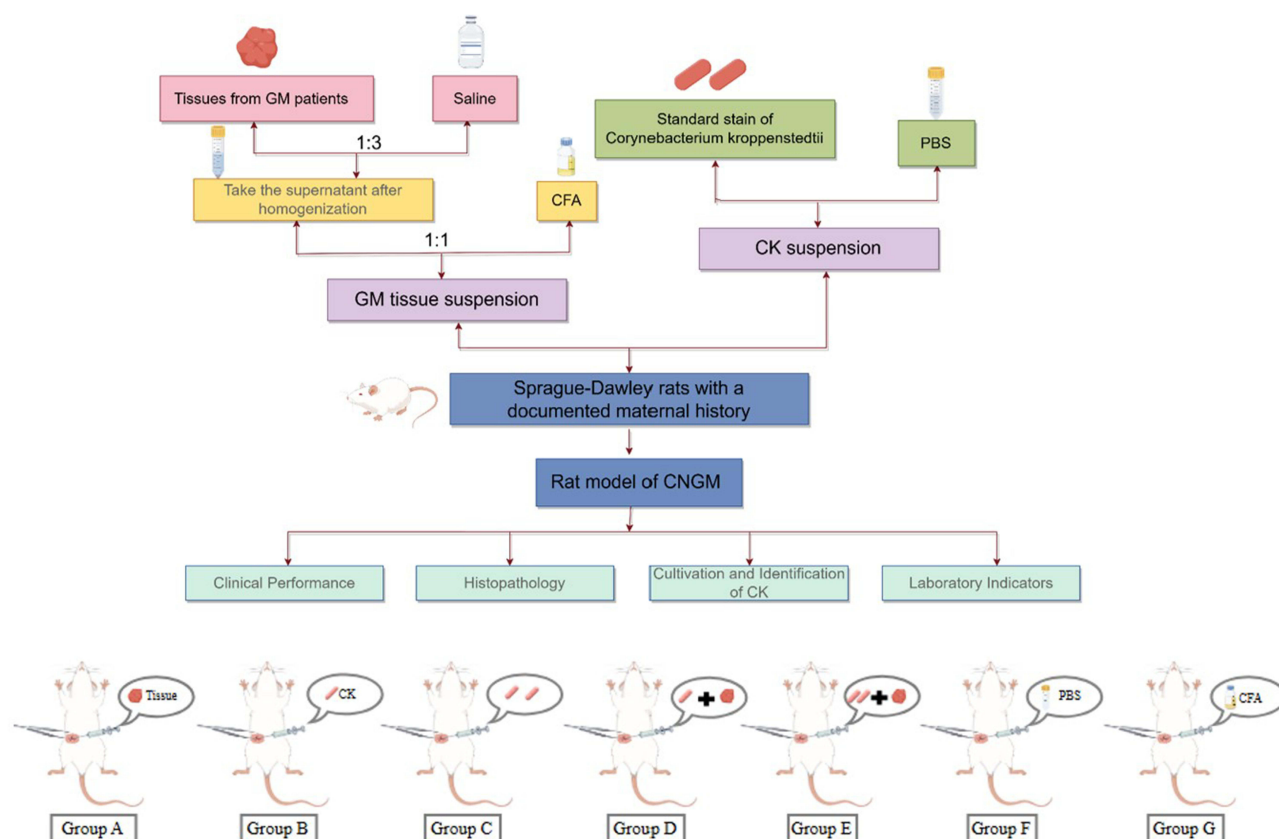 Tissues from GM patients
Saline
Standard stain of
Corynebacterium kroppenstedtii
PBS
1:3
Take the supernatant after
homogenization
CFA
1:1
CK suspension
GM tissue suspension
Sprague-Dawley rats with a
documented maternal history
Rat model of CNGM
Clinical Performance
Histopathology
Cultivation and Identification
of CK
Laboratory Indicators
Tissue
CK
PBS
CFA
Group A
Group B
Group C
Group D
Group E
Group F
Group G